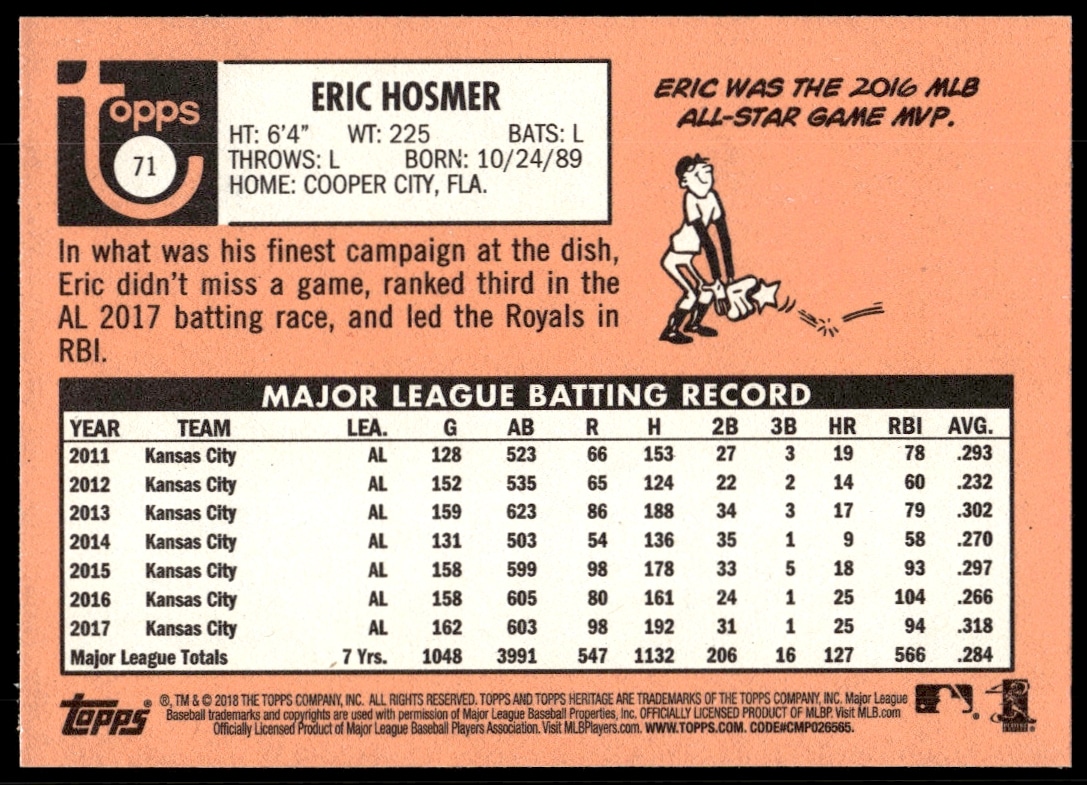 topps
71
ERIC HOSMER
HT: 6'4" WT: 225 BATS: L
THROWS: L BORN: 10/24/89
HOME: COOPER CITY, FLA.
ERIC WAS THE 2016 MLB
ALL-STAR GAME MVP.
In what was his finest campaign at the dish,
Eric didn't miss a game, ranked third in the
AL 2017 batting race, and led the Royals in
RBI.
MAJOR LEAGUE BATTING RECORD
YEAR TEAM LEA. G AB R H 2B 3B HR RBI AVG.
2011 Kansas City AL 128 523 66 153 27 3 19 78 .293
2012 Kansas City AL 152 535 65 124 22 2 14 60 .232
2013 Kansas City AL 159 623 86 188 34 3 17 79 .302
2014 Kansas City AL 131 503 54 136 35 1 9 58 .270
2015 Kansas City AL 158 599 98 178 33 5 18 93 .297
2016 Kansas City AL 158 605 80 161 24 1 25 104 .266
2017 Kansas City AL 162 603 98 192 31 1 25 94 .318
Major League Totals 7 Yrs. 1048 3991 547 1132 206 16 127 566 .284
topps®
®, TM & © 2018 THE TOPPS COMPANY, INC. ALL RIGHTS RESERVED. TOPPS AND TOPPS HERITAGE ARE TRADEMARKS OF THE TOPPS COMPANY, INC. Major League
Baseball trademarks and copyrights are used with permission of Major League Baseball Properties, Inc. OFFICIALLY LICENSED PRODUCT OF MLBP. Visit MLB.com
Officially Licensed Product of Major League Baseball Players Association. Visit MLBPlayers.com. WWW.TOPPS.COM. CODE#CMP026565.